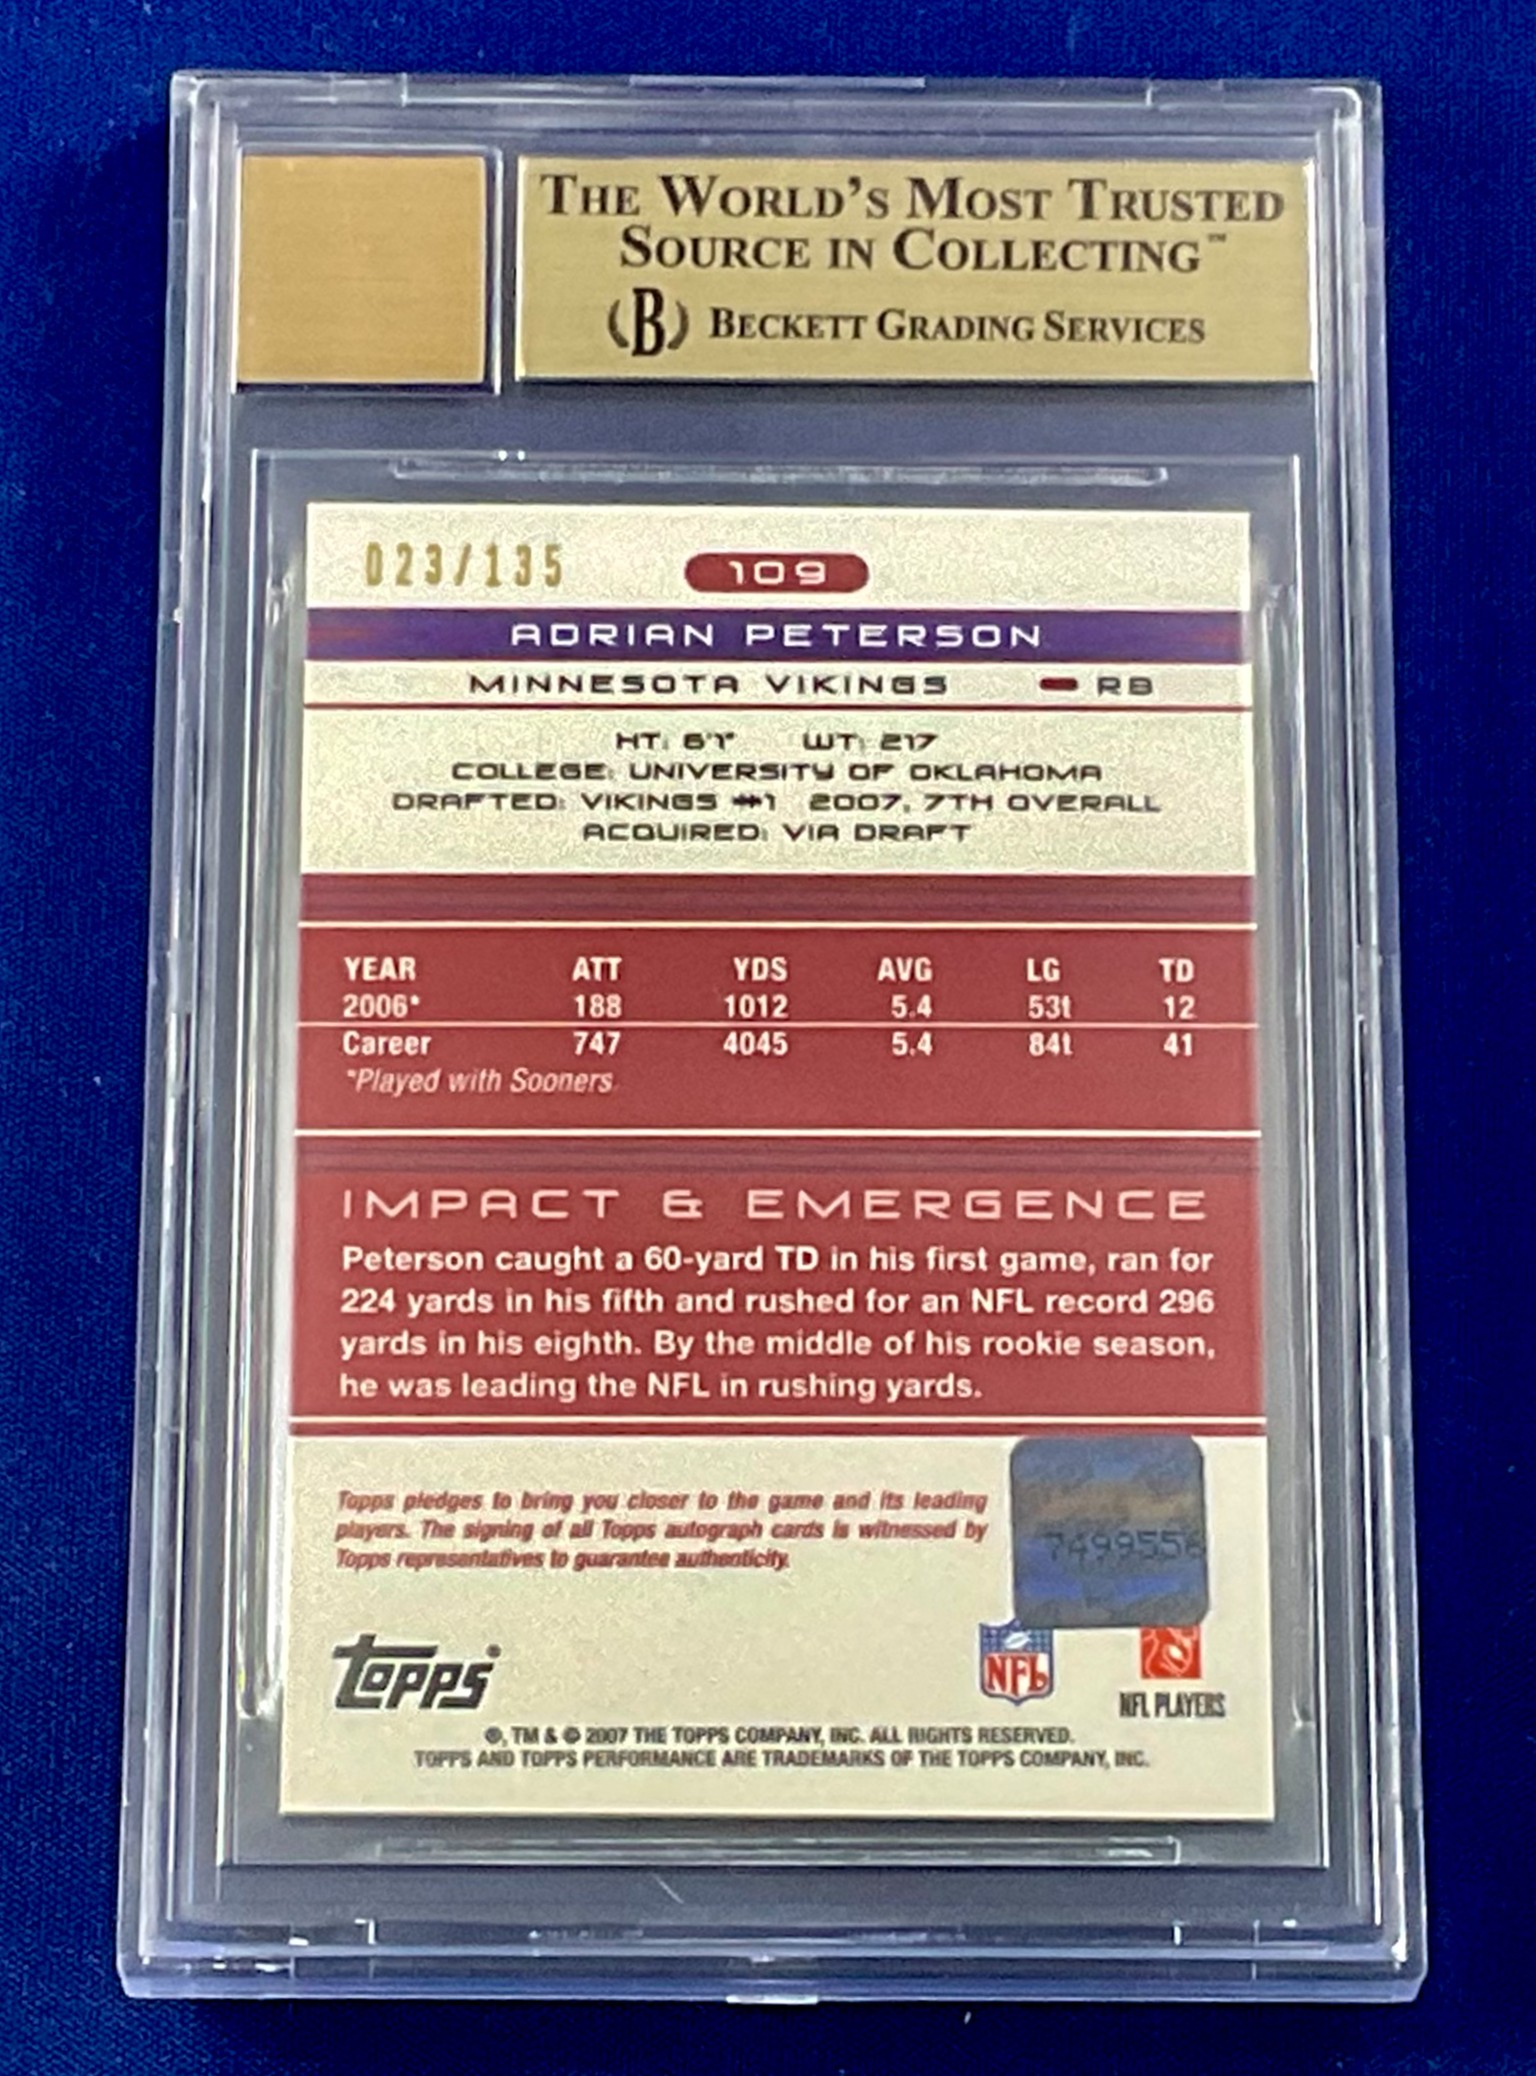 THE WORLD'S MOST TRUSTED
SOURCE IN COLLECTING™
(B) BECKETT GRADING SERVICES
023/135
109
ADRIAN PETERSON
MINNESOTA VIKINGS RB
HT: 6'1" WT: 217
COLLEGE: UNIVERSITY OF OKLAHOMA
DRAFTED: VIKINGS #1 2007, 7TH OVERALL
ACQUIRED: VIA DRAFT
YEAR ATT YDS AVG LG TD
2006* 188 1012 5.4 53t 12
Career 747 4045 5.4 84t 41
*Played with Sooners
IMPACT & EMERGENCE
Peterson caught a 60-yard TD in his first game, ran for
224 yards in his fifth and rushed for an NFL record 296
yards in his eighth. By the middle of his rookie season,
he was leading the NFL in rushing yards.
Topps pledges to bring you closer to the game and its leading
players. The signing of all Topps autograph cards is witnessed by
Topps representatives to guarantee authenticity.
7499556
topps®
NFL
NFL PLAYERS
®, TM & © 2007 THE TOPPS COMPANY, INC. ALL RIGHTS RESERVED.
TOPPS AND TOPPS PERFORMANCE ARE TRADEMARKS OF THE TOPPS COMPANY, INC.